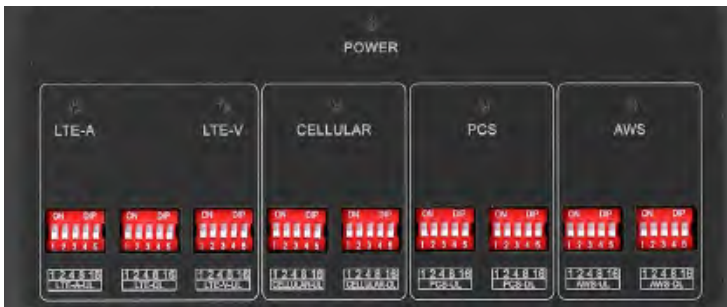 POWER
LTE-A LTE-V CELLULAR PCS AWS
ON DIP ON DIP ON DIP ON DIP ON DIP ON DIP ON DIP ON DIP ON DIP
1 2 3 4 5 1 2 3 4 5 1 2 3 4 5 1 2 3 4 5 1 2 3 4 5 1 2 3 4 5 1 2 3 4 5 1 2 3 4 5 1 2 3 4 5
1 2 4 8 16 1 2 4 8 16 1 2 4 8 16 1 2 4 8 16 1 2 4 8 16 1 2 4 8 16 1 2 4 8 16 1 2 4 8 16 1 2 4 8 16
LTE-A-UL LTE-DL LTE-V-UL CELLULAR-UL CELLULAR-DL PCS-UL PCS-DL AWS-UL AWS-DL